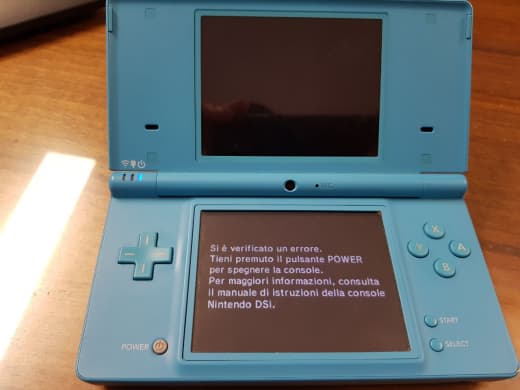 Si è verificato un errore.
Tieni premuto il pulsante POWER
per spegnere la console.
Per maggiori informazioni, consulta
il manuale di istruzioni della console
Nintendo DSi.
X
Y
A
B
START
SELECT
POWER